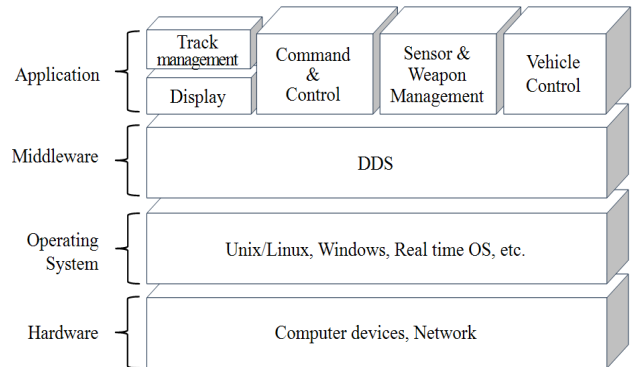 Application
Track
management
Display
Command
&
Control
Sensor &
Weapon
Management
Vehicle
Control
Middleware
DDS
Operating
System
Unix/Linux, Windows, Real time OS, etc.
Hardware
Computer devices, Network